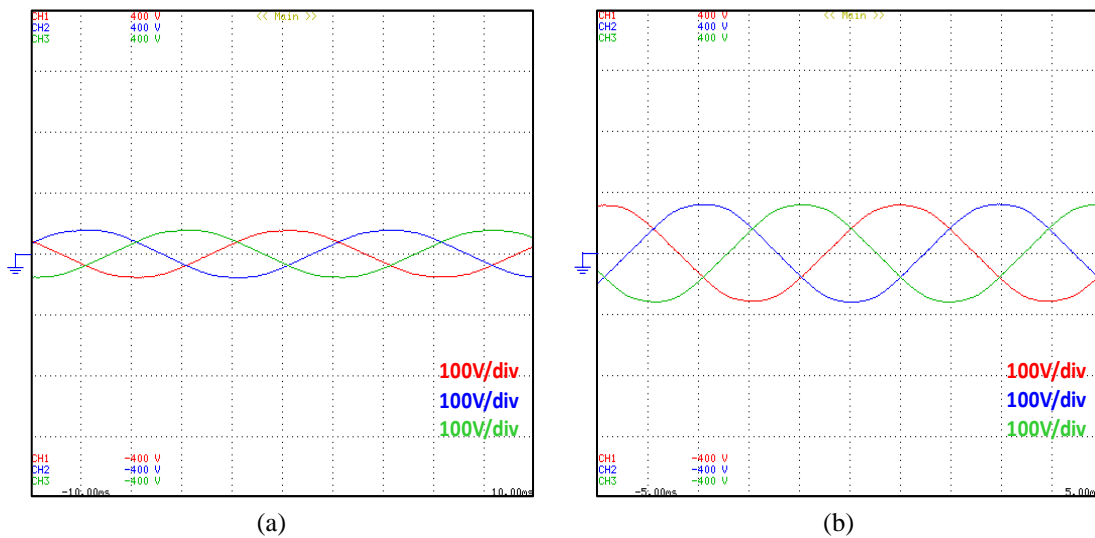 CH1 400 V << Main >>
CH2 400 V
CH3 400 V
100V/div
100V/div
100V/div
CH1 -400 V
CH2 -400 V
CH3 -400 V
-10.00ms 10.00ms
(a)
CH1 400 V << Main >>
CH2 400 V
CH3 400 V
100V/div
100V/div
100V/div
CH1 -400 V
CH2 -400 V
CH3 -400 V
-5.00ms 5.00ms
(b)